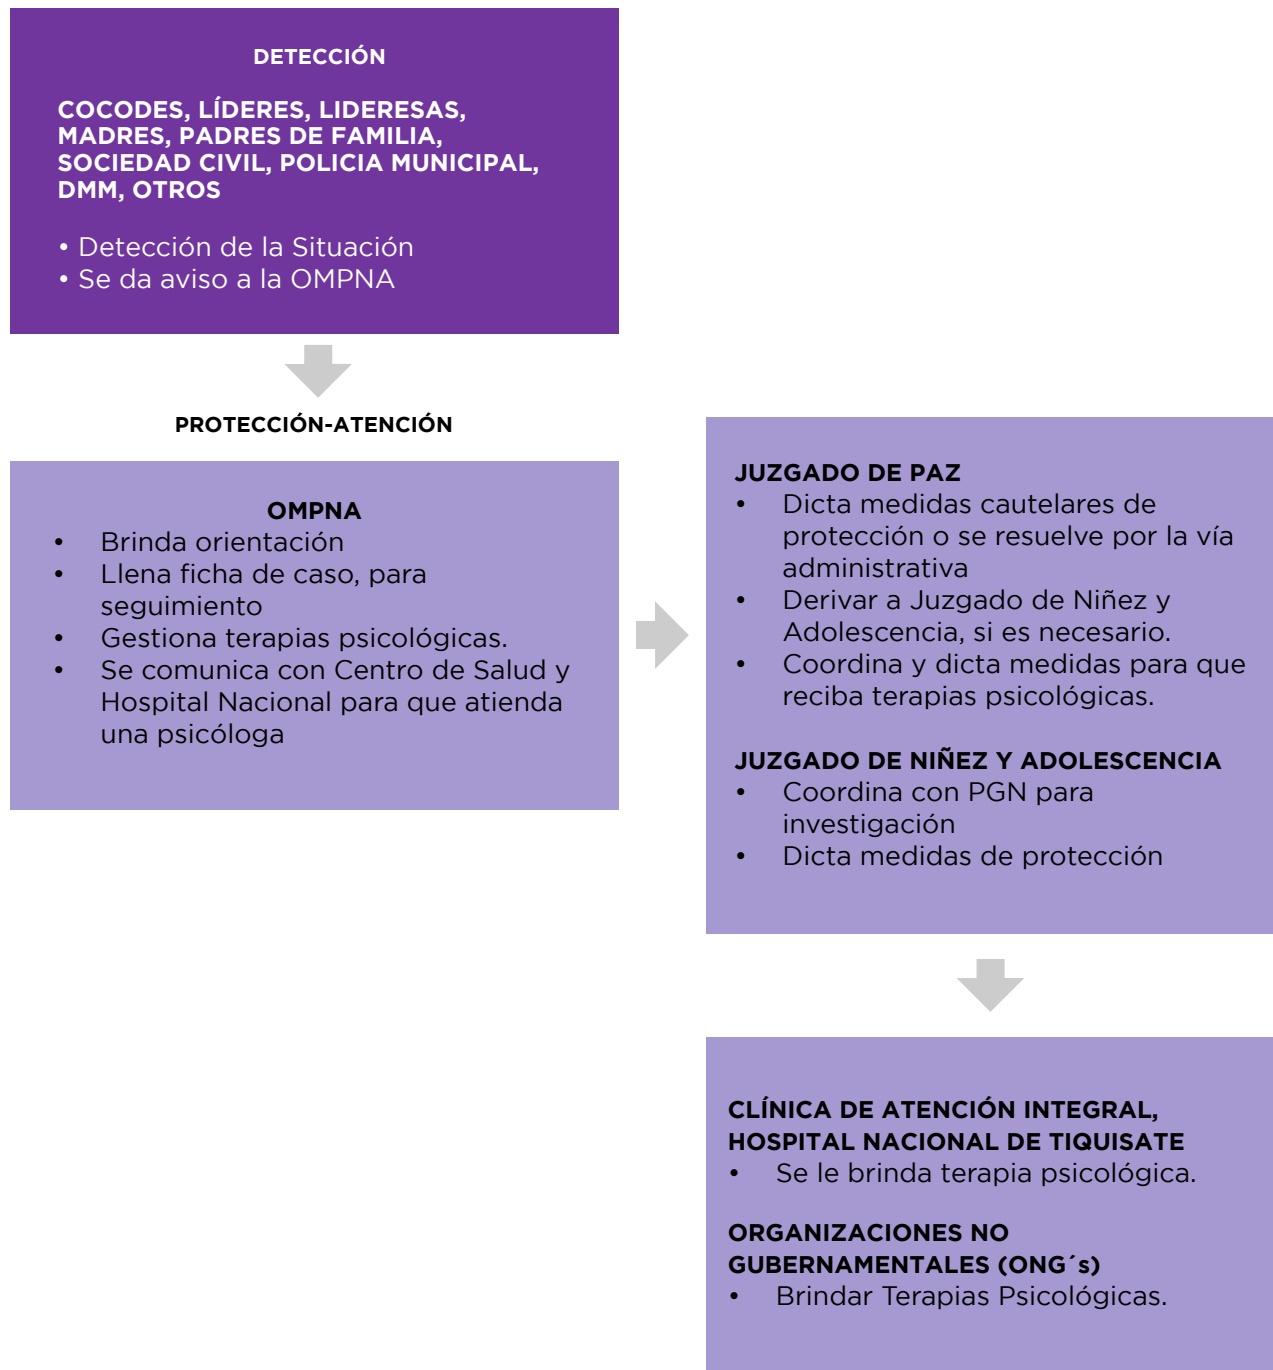 DETECCIÓN
COCODES, LÍDERES, LIDERESAS,
MADRES, PADRES DE FAMILIA,
SOCIEDAD CIVIL, POLICIA MUNICIPAL,
DMM, OTROS
• Detección de la Situación
• Se da aviso a la OMPNA
PROTECCIÓN-ATENCIÓN
OMPNA
• Brinda orientación
• Llena ficha de caso, para
seguimiento
• Gestiona terapias psicológicas.
• Se comunica con Centro de Salud y
Hospital Nacional para que atienda
una psicóloga
JUZGADO DE PAZ
• Dicta medidas cautelares de
protección o se resuelve por la vía
administrativa
• Derivar a Juzgado de Niñez y
Adolescencia, si es necesario.
• Coordina y dicta medidas para que
reciba terapias psicológicas.
JUZGADO DE NIÑEZ Y ADOLESCENCIA
• Coordina con PGN para
investigación
• Dicta medidas de protección
CLÍNICA DE ATENCIÓN INTEGRAL,
HOSPITAL NACIONAL DE TIQUISATE
• Se le brinda terapia psicológica.
ORGANIZACIONES NO
GUBERNAMENTALES (ONG´s)
• Brindar Terapias Psicológicas.